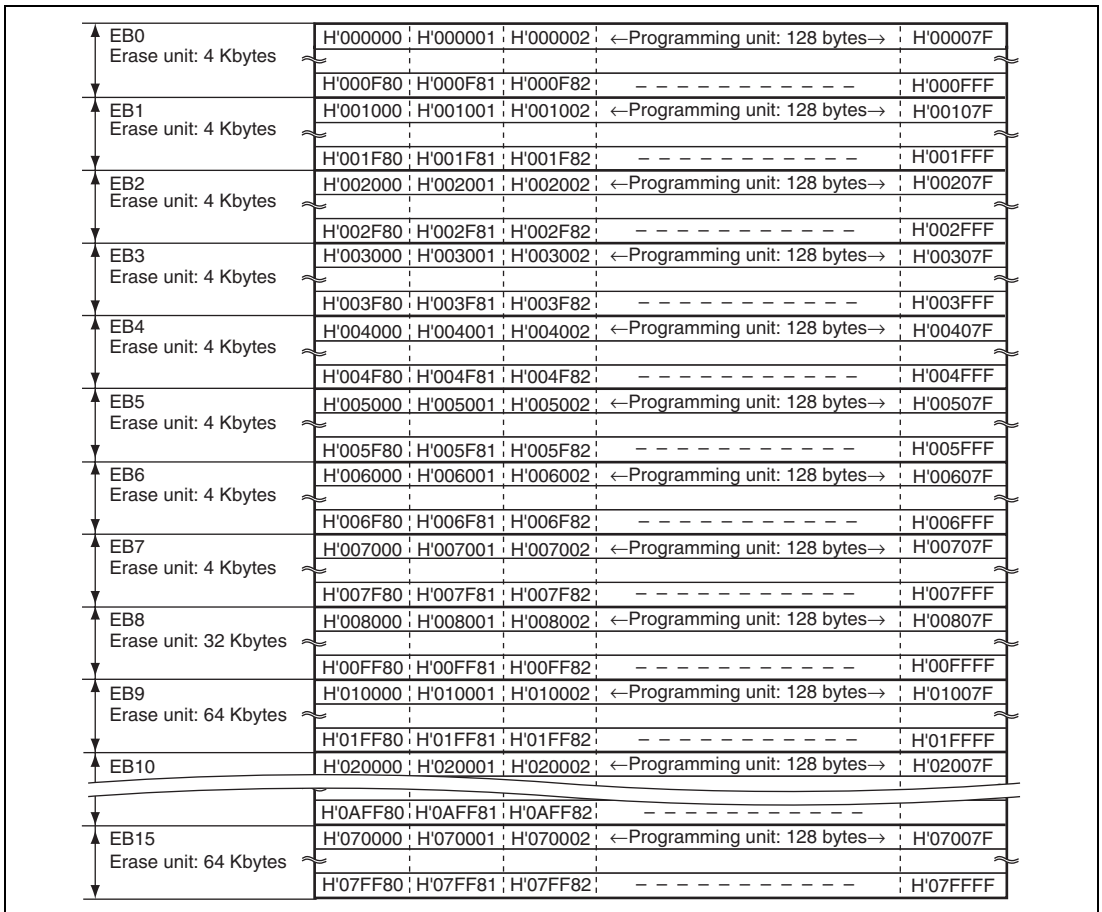 EB0 H'000000 H'000001 H'000002 ←Programming unit: 128 bytes→ H'00007F
Erase unit: 4 Kbytes
H'000F80 H'000F81 H'000F82 – – – – – – – – – – – H'000FFF
EB1 H'001000 H'001001 H'001002 ←Programming unit: 128 bytes→ H'00107F
Erase unit: 4 Kbytes
H'001F80 H'001F81 H'001F82 – – – – – – – – – – – H'001FFF
EB2 H'002000 H'002001 H'002002 ←Programming unit: 128 bytes→ H'00207F
Erase unit: 4 Kbytes
H'002F80 H'002F81 H'002F82 – – – – – – – – – – – H'002FFF
EB3 H'003000 H'003001 H'003002 ←Programming unit: 128 bytes→ H'00307F
Erase unit: 4 Kbytes
H'003F80 H'003F81 H'003F82 – – – – – – – – – – – H'003FFF
EB4 H'004000 H'004001 H'004002 ←Programming unit: 128 bytes→ H'00407F
Erase unit: 4 Kbytes
H'004F80 H'004F81 H'004F82 – – – – – – – – – – – H'004FFF
EB5 H'005000 H'005001 H'005002 ←Programming unit: 128 bytes→ H'00507F
Erase unit: 4 Kbytes
H'005F80 H'005F81 H'005F82 – – – – – – – – – – – H'005FFF
EB6 H'006000 H'006001 H'006002 ←Programming unit: 128 bytes→ H'00607F
Erase unit: 4 Kbytes
H'006F80 H'006F81 H'006F82 – – – – – – – – – – – H'006FFF
EB7 H'007000 H'007001 H'007002 ←Programming unit: 128 bytes→ H'00707F
Erase unit: 4 Kbytes
H'007F80 H'007F81 H'007F82 – – – – – – – – – – – H'007FFF
EB8 H'008000 H'008001 H'008002 ←Programming unit: 128 bytes→ H'00807F
Erase unit: 32 Kbytes
H'00FF80 H'00FF81 H'00FF82 – – – – – – – – – – – H'00FFFF
EB9 H'010000 H'010001 H'010002 ←Programming unit: 128 bytes→ H'01007F
Erase unit: 64 Kbytes
H'01FF80 H'01FF81 H'01FF82 – – – – – – – – – – – H'01FFFF
EB10 H'020000 H'020001 H'020002 ←Programming unit: 128 bytes→ H'02007F
H'0AFF80 H'0AFF81 H'0AFF82 – – – – – – – – – – –
EB15 H'070000 H'070001 H'070002 ←Programming unit: 128 bytes→ H'07007F
Erase unit: 64 Kbytes
H'07FF80 H'07FF81 H'07FF82 – – – – – – – – – – – H'07FFFF